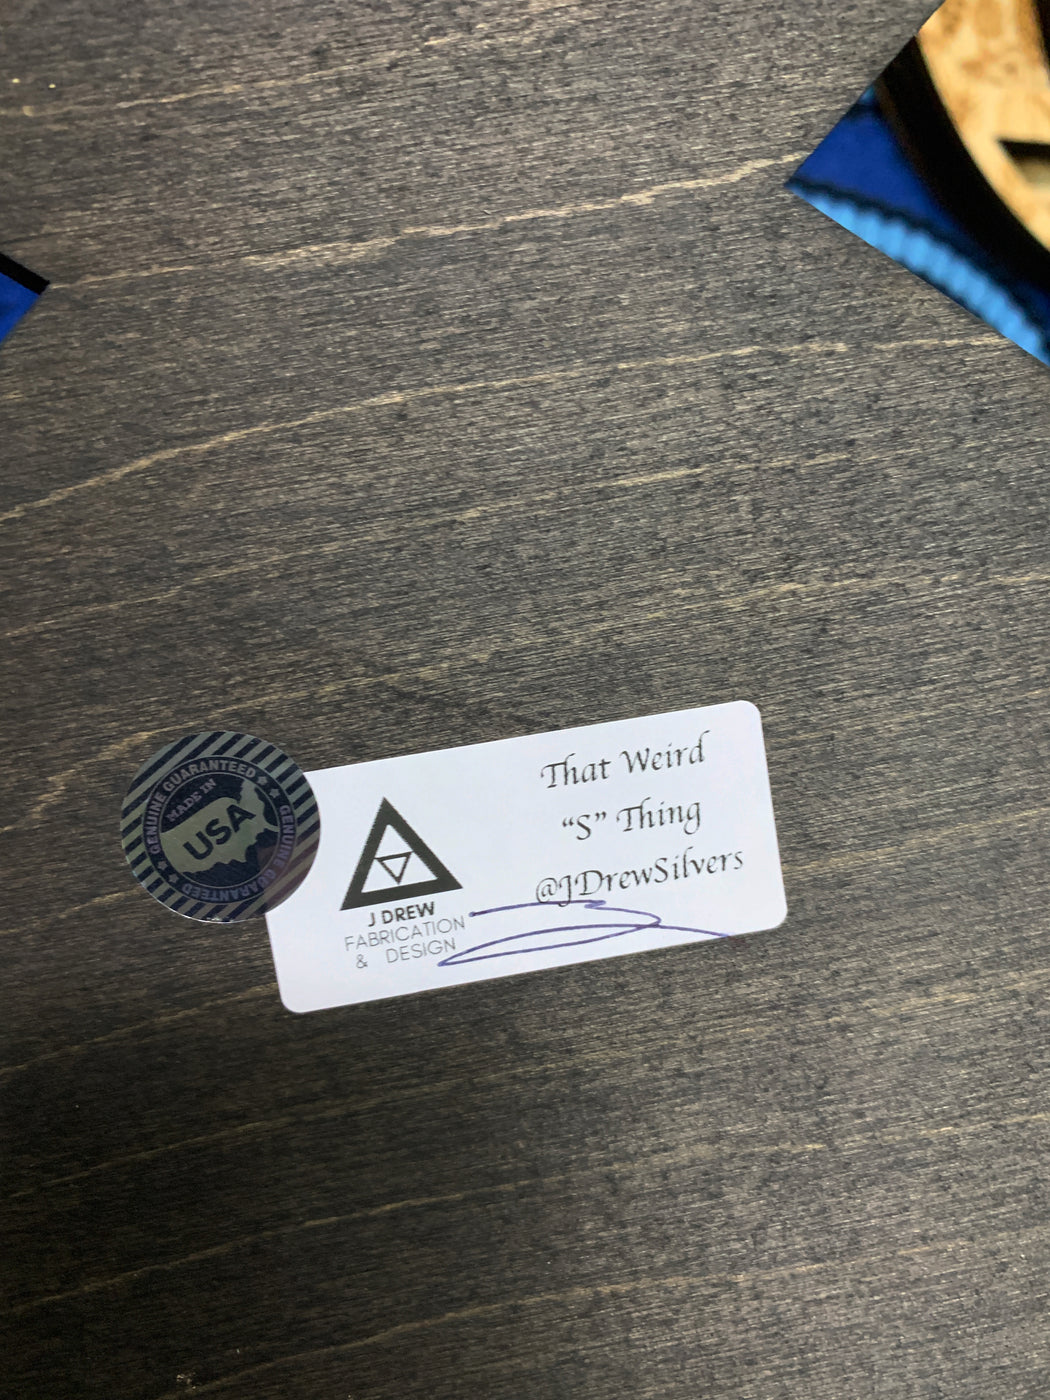 GENUINE GUARANTEED ★ GENUINE GUARANTEED ★
MADE IN
USA
J DREW
FABRICATION
& DESIGN
That Weird
“S” Thing
@JDrewSilvers